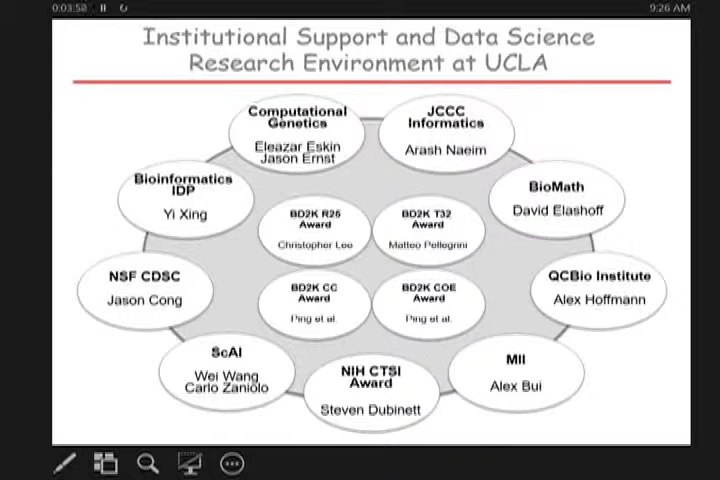 0:03:58
9:26 AM
Institutional Support and Data Science
Research Environment at UCLA
Computational
Genetics
Eleazar Eskin
Jason Ernst
JCCC
Informatics
Arash Naeim
Bioinformatics
IDP
Yi Xing
BioMath
David Elashoff
BD2K R25
Award
Christopher Lee
BD2K T32
Award
Matteo Pellegrini
NSF CDSC
Jason Cong
QCBio Institute
Alex Hoffmann
BD2K CC
Award
Ping et al.
BD2K COE
Award
Ping et al.
ScAI
Wei Wang
Carlo Zaniolo
NIH CTSI
Award
Steven Dubinett
MII
Alex Bui